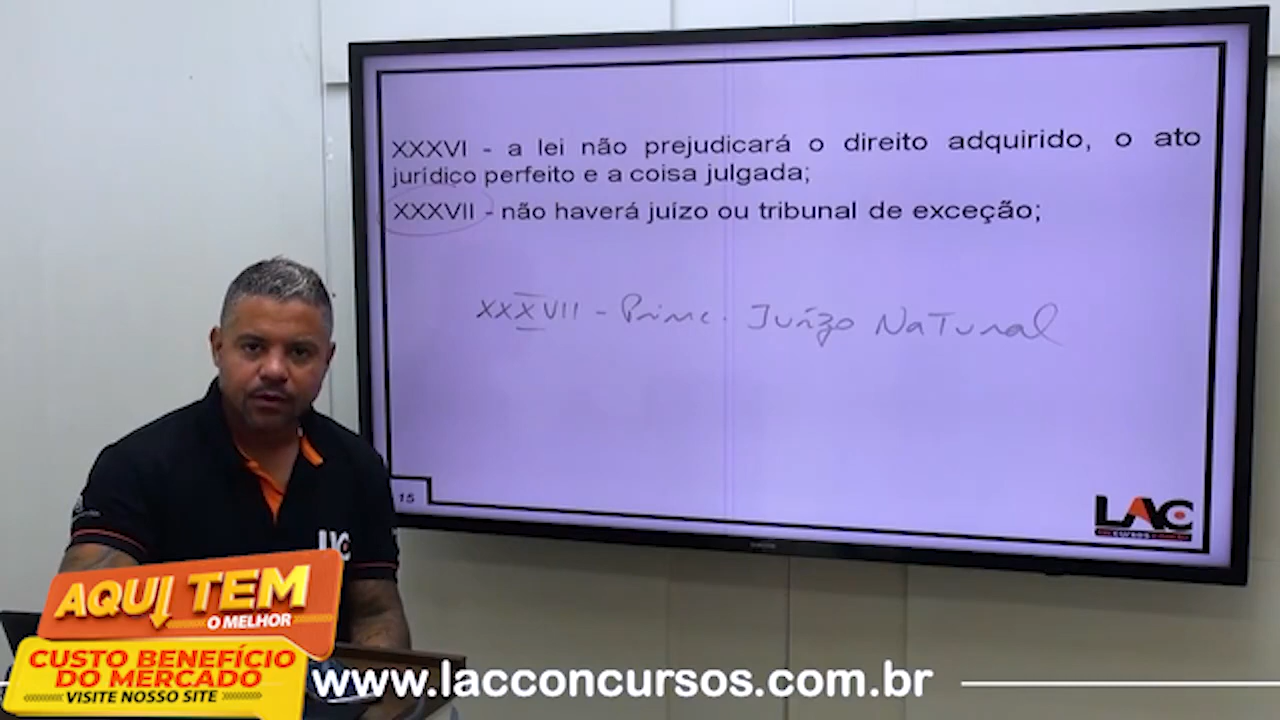 XXXVI - a lei não prejudicará o direito adquirido, o ato
jurídico perfeito e a coisa julgada;
XXXVII - não haverá juízo ou tribunal de exceção;
XXXVII - Princ. Juízo Natural
15
LAC
CURSOS
LAC
AQUI TEM
O MELHOR
CUSTO BENEFÍCIO
DO MERCADO
VISITE NOSSO SITE
www.lacconcursos.com.br